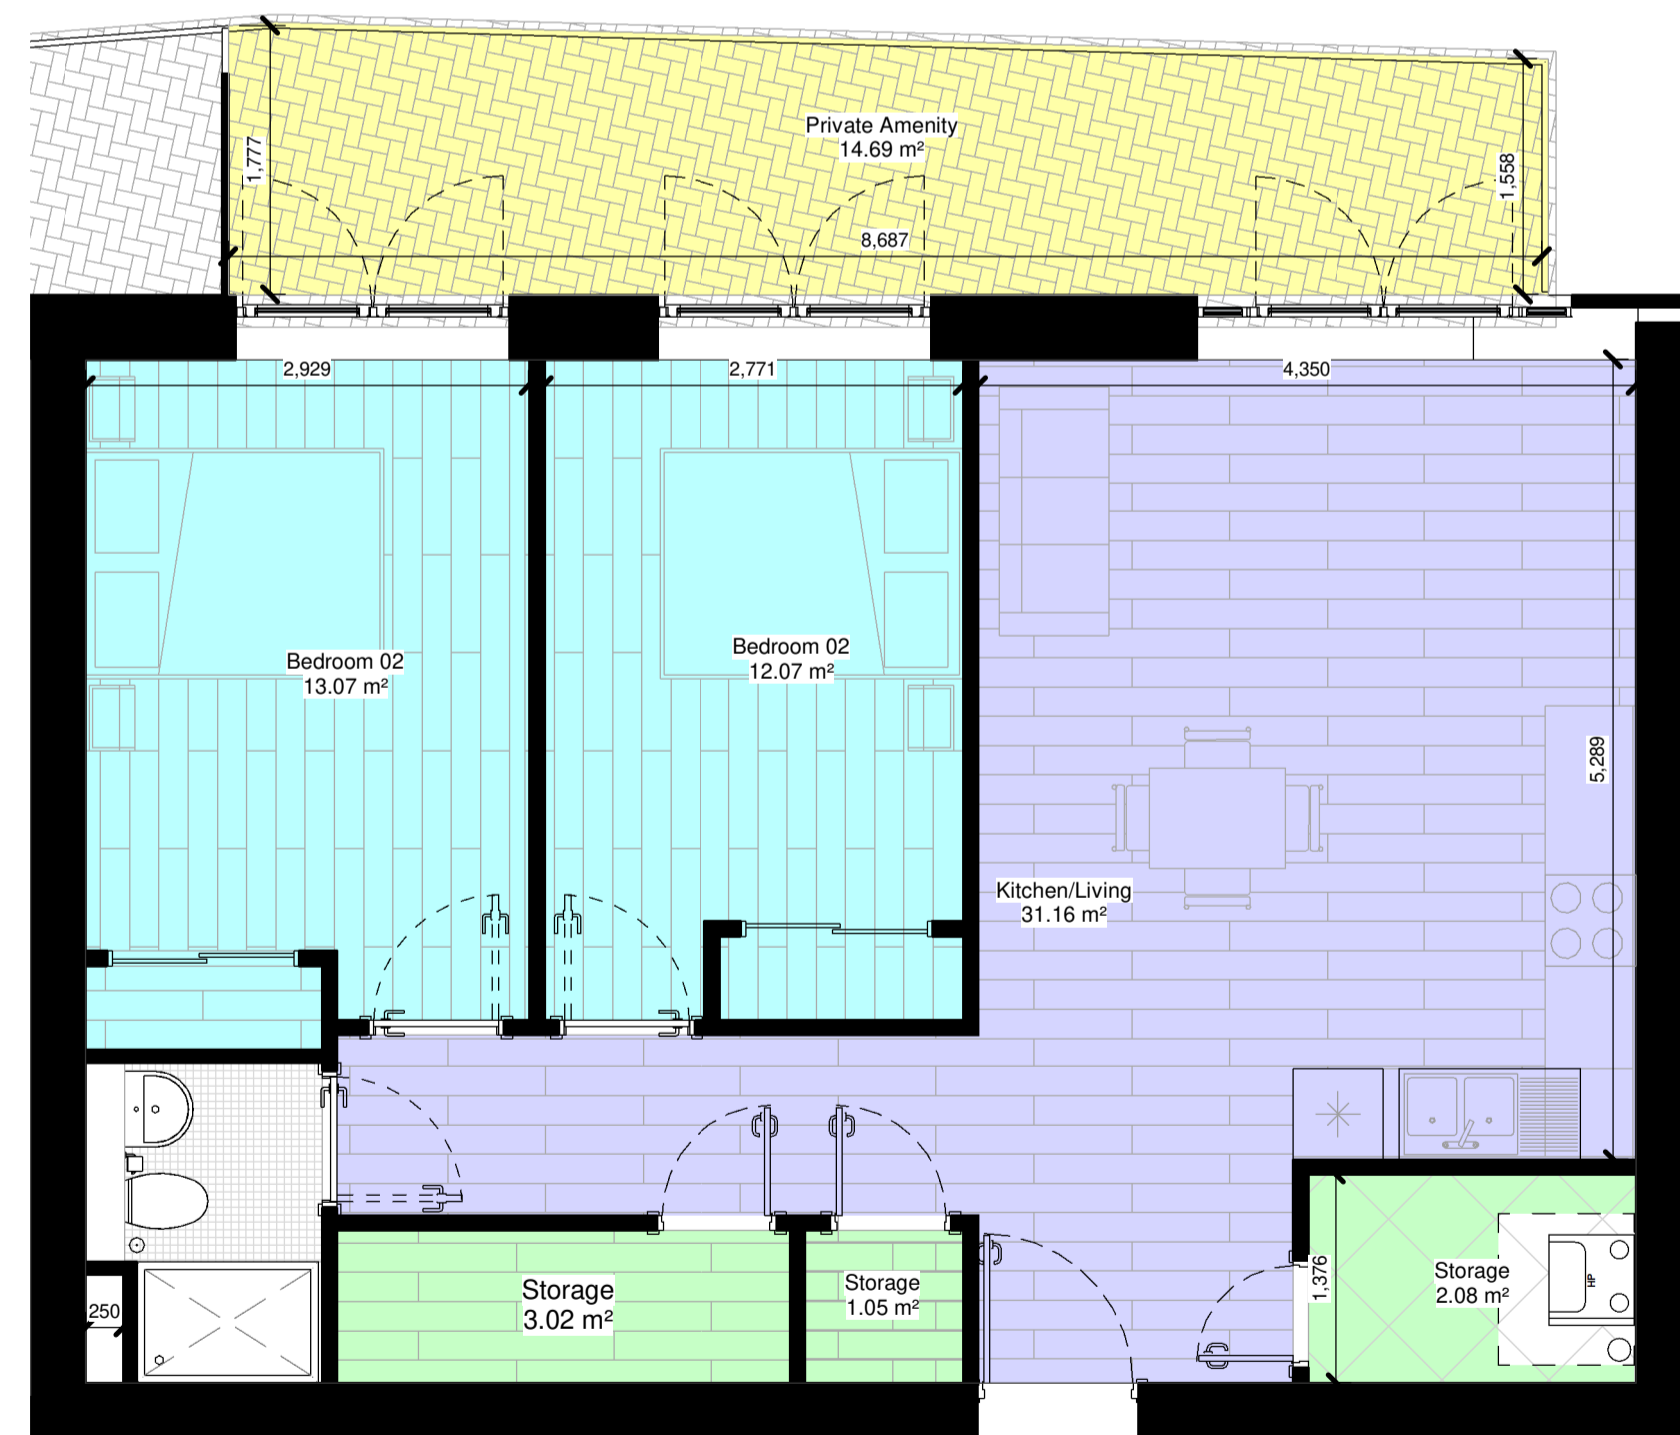 Private Amenity
14.69 m²
1,777
1,558
8,687
2,929
2,771
4,350
Bedroom 02
13.07 m²
Bedroom 02
12.07 m²
5,289
Kitchen/Living
31.16 m²
Storage
3.02 m²
Storage
1.05 m²
1,376
Storage
2.08 m²
HP
250